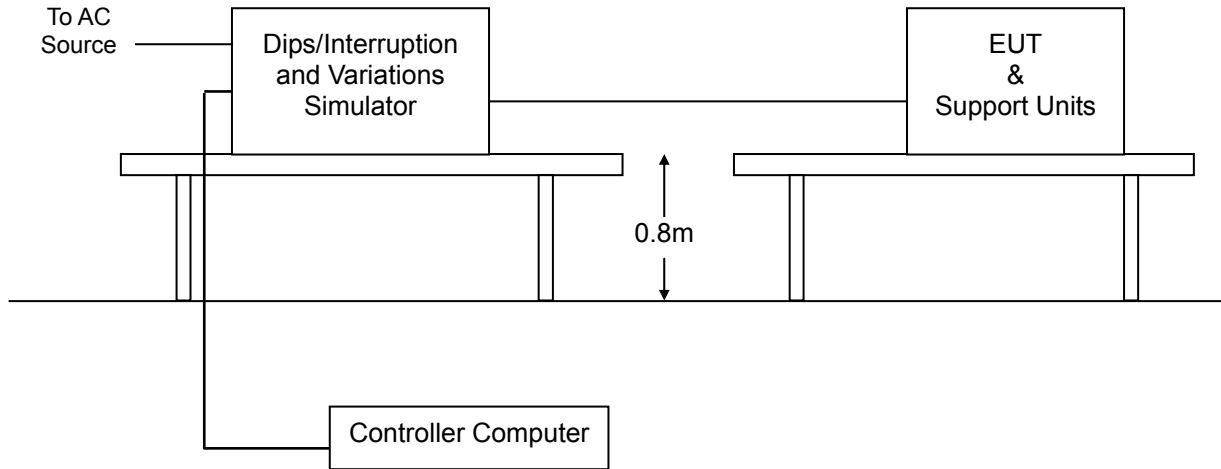 To AC
Source
Dips/Interruption
and Variations
Simulator
EUT
&
Support Units
0.8m
Controller Computer